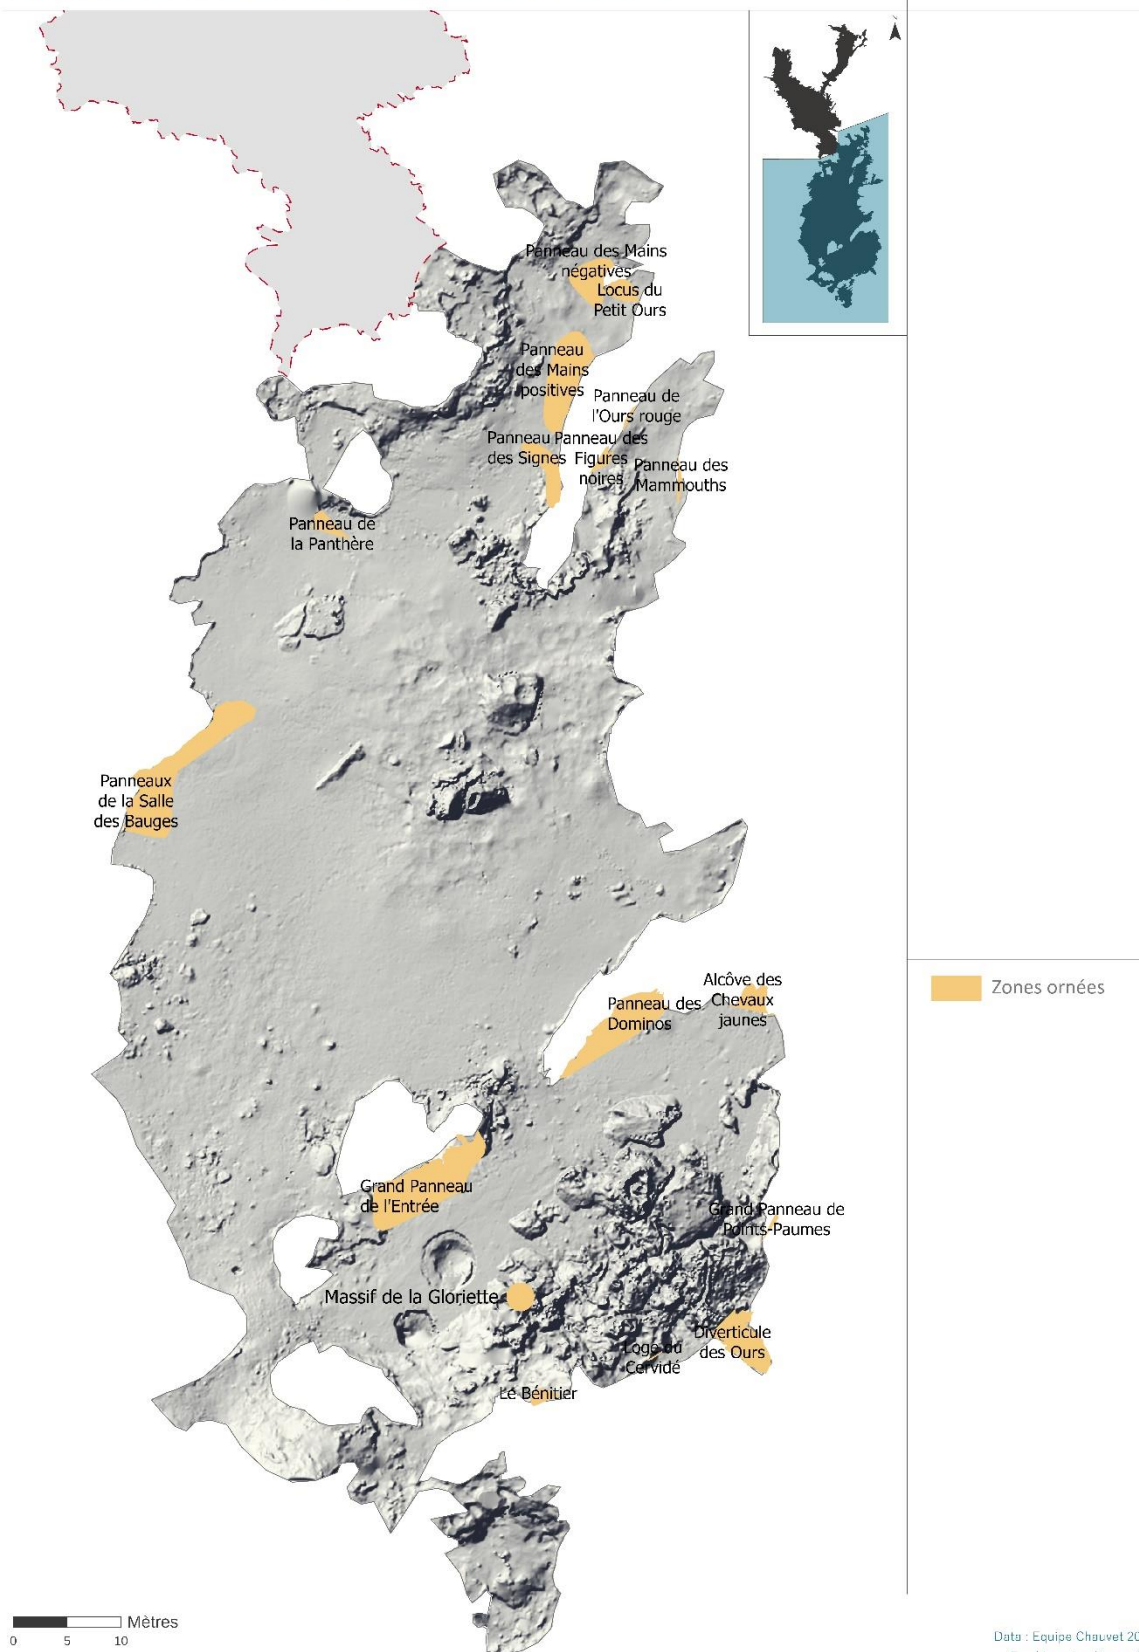 Panneau des Mains
négatives
Locus du
Petit Ours
Panneau
des Mains
positives
Panneau de
l'Ours rouge
Panneau
des Signes
Panneau des
Figures
noires
Panneau des
Mammouths
Panneau de
la Panthère
Panneaux
de la Salle
des Bauges
Alcôve des
Chevaux
jaunes
Panneau des
Dominos
Zones ornées
Grand Panneau
de l'Entrée
Grand Panneau de
Points-Paumes
Massif de la Gloriette
Diverticule
des Ours
Loge du
Cervidé
Le Bénitier
Mètres
0 5 10
Data : Equipe Chauvet 20